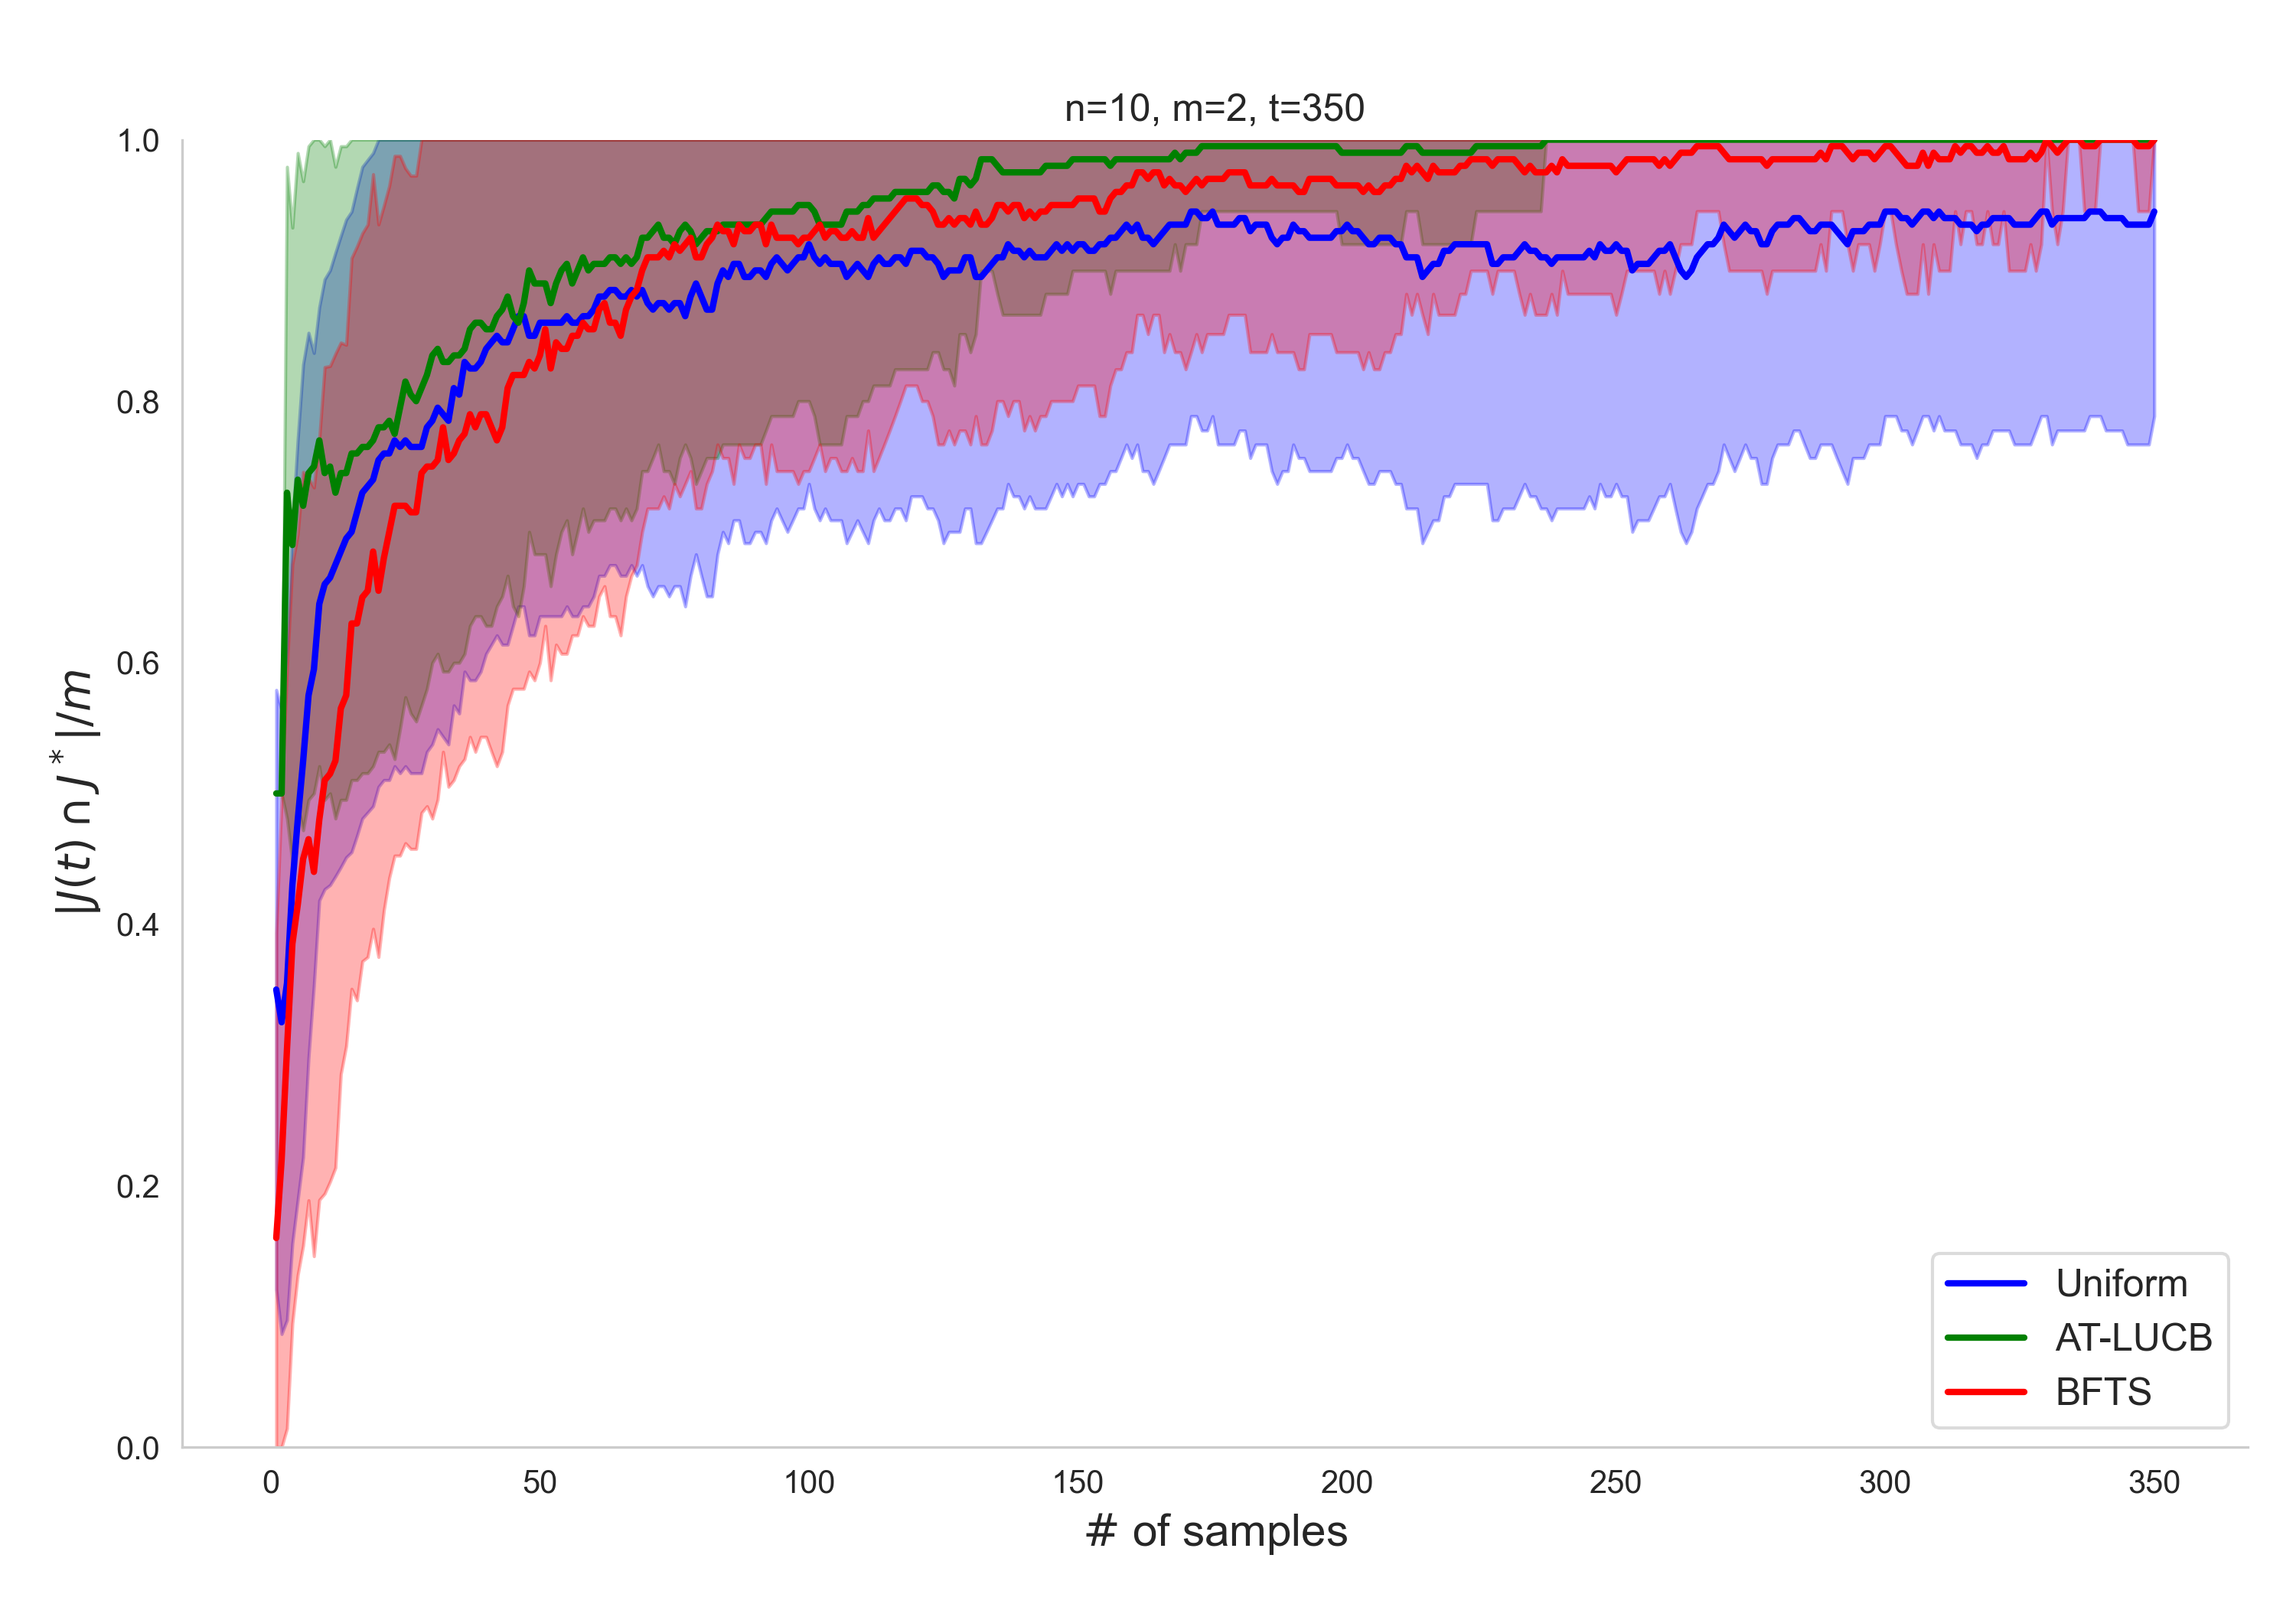 n=10, m=2, t=350
1.0
0.8
0.6
0.4
0.2
0.0
|J(t) ∩ J*|/m
0 50 100 150 200 250 300 350
# of samples
Uniform
AT-LUCB
BFTS